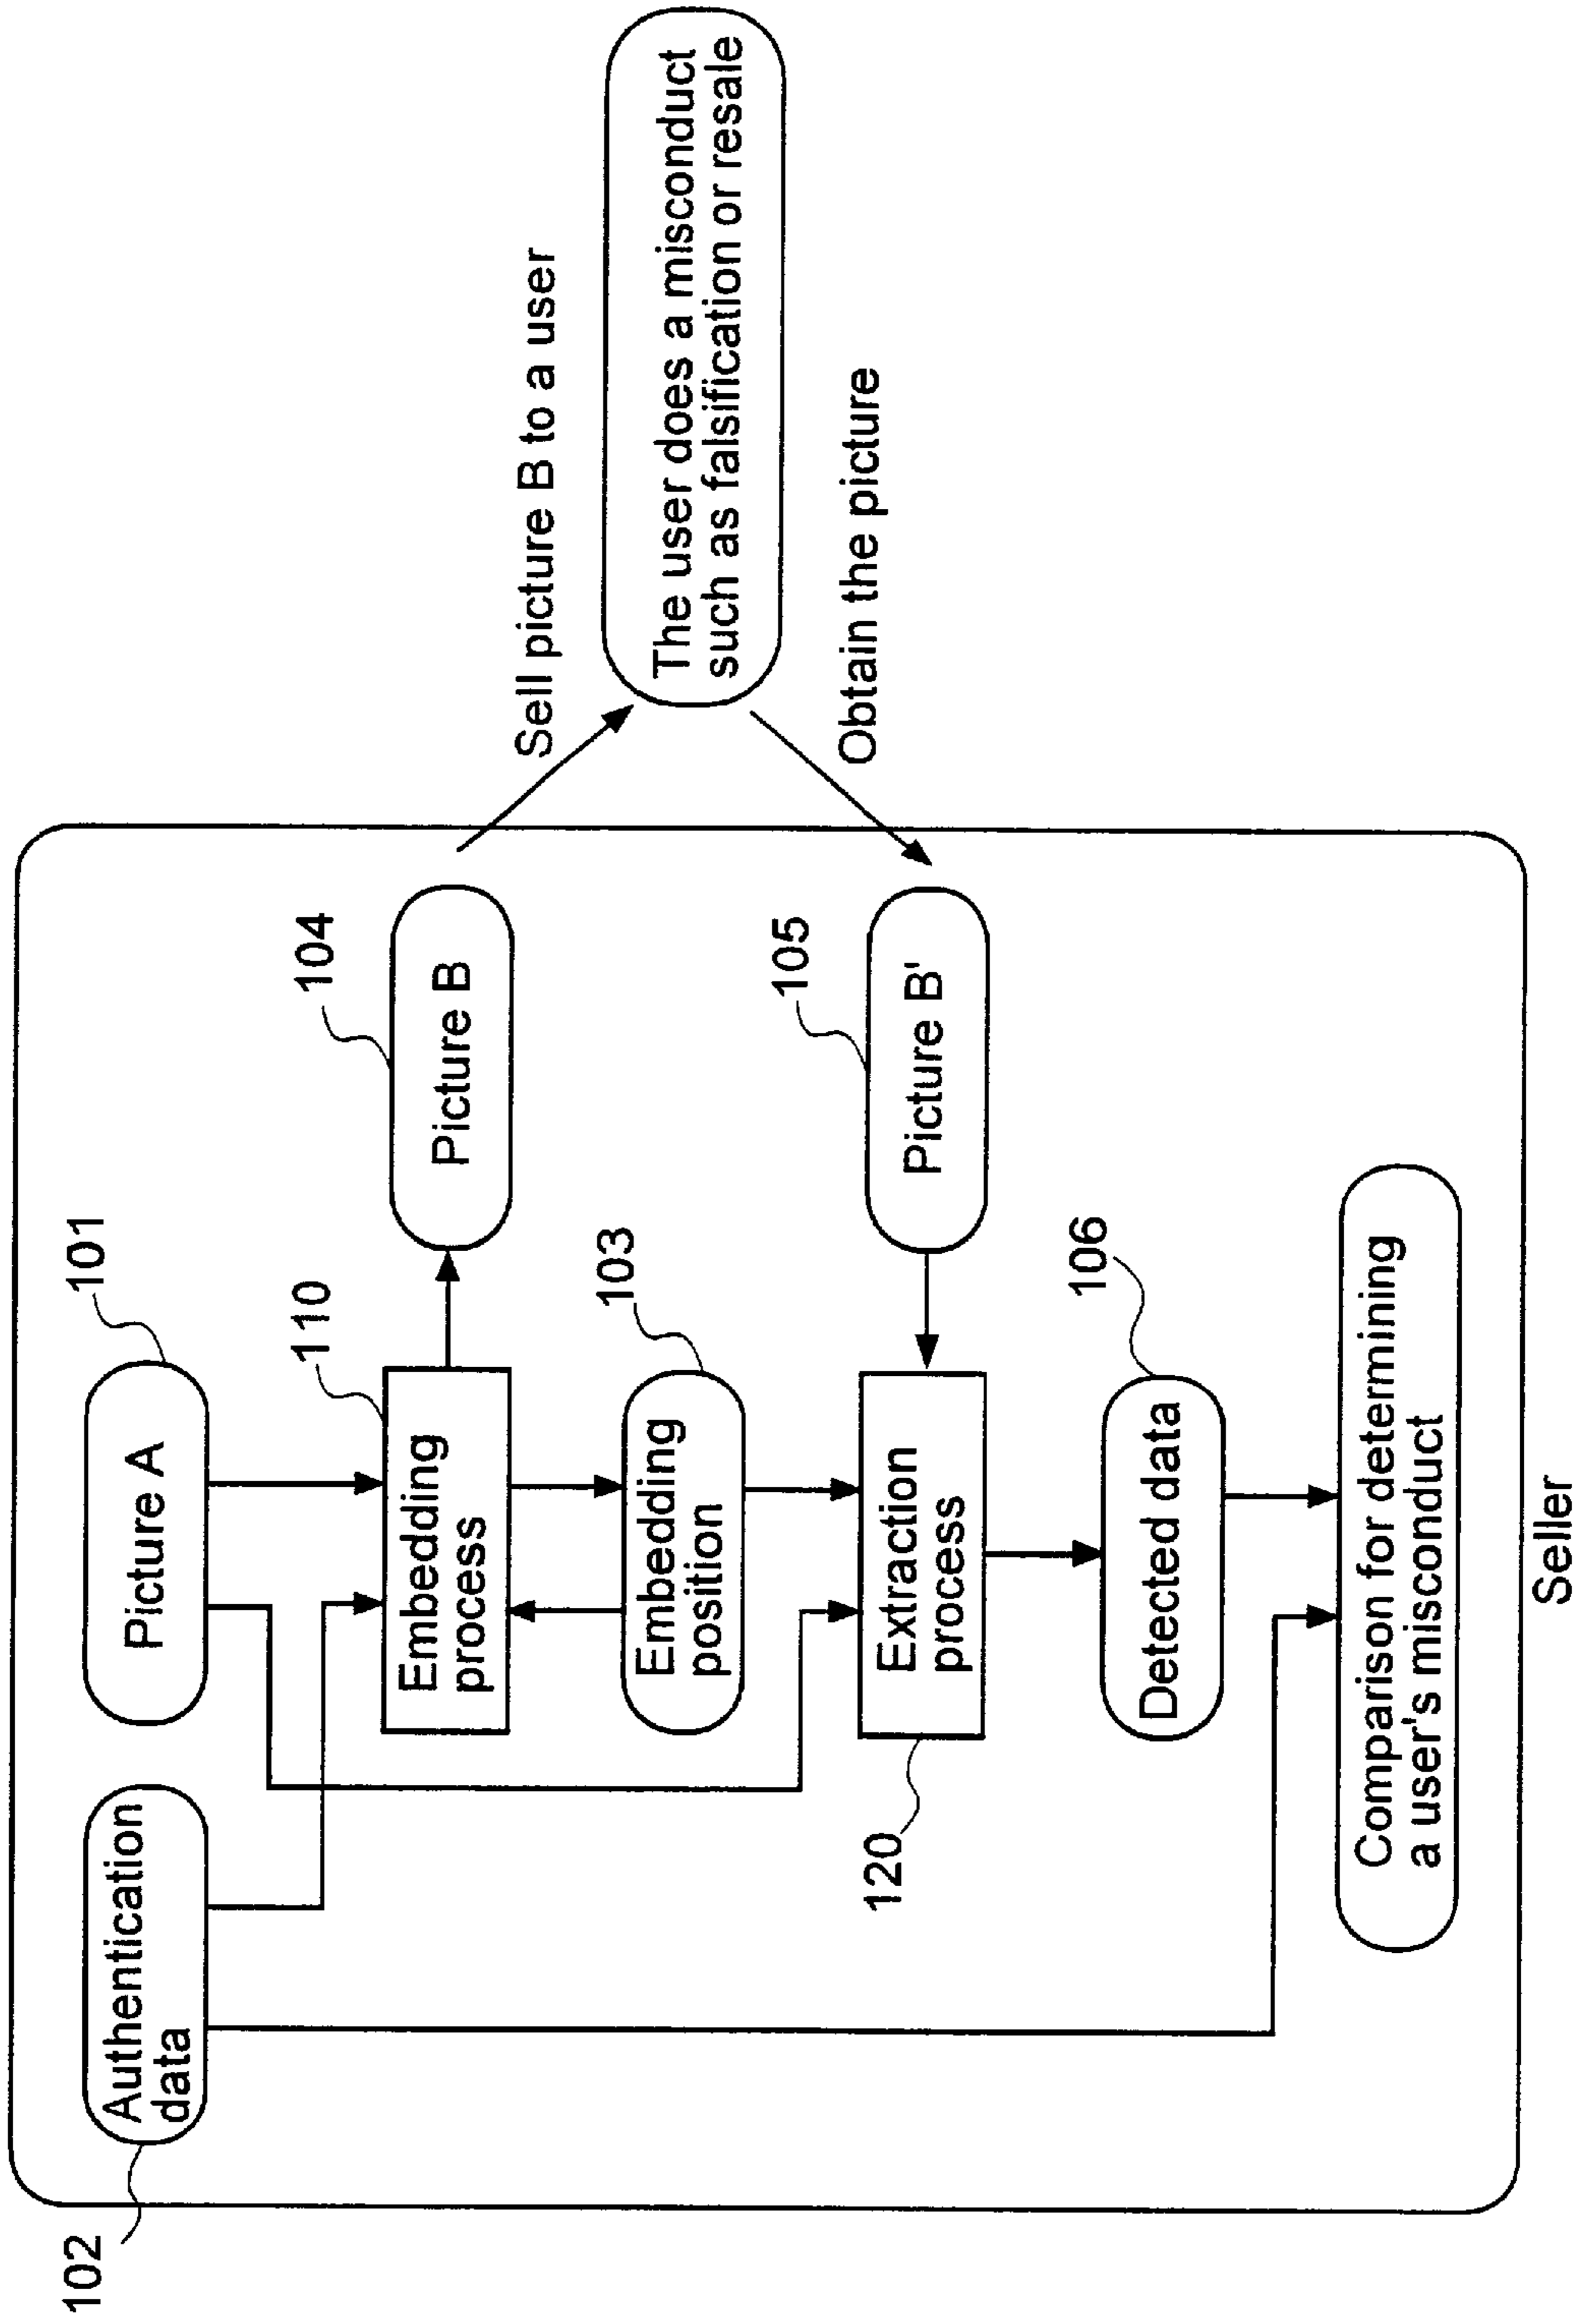 101
Picture A
Authentication
data
102
110
Embedding
process
104
Picture B
Sell picture B to a user
The user does a misconduct
such as falsification or resale
Obtain the picture
103
Embedding
position
105
Picture B'
Extraction
process
120
106
Detected data
Comparison for determining
a user's misconduct
Seller